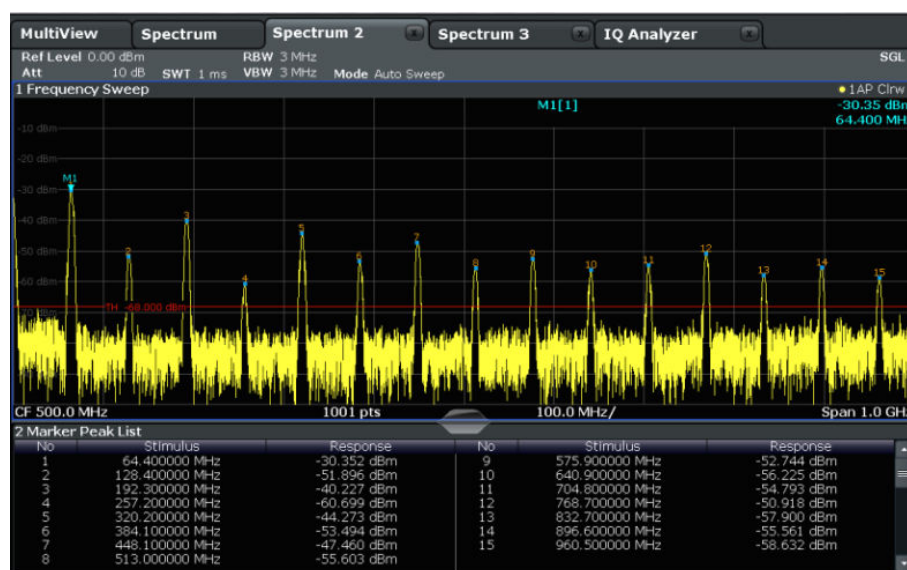 MultiView Spectrum Spectrum 2 x Spectrum 3 x IQ Analyzer x
Ref Level 0.00 dBm RBW 3 MHz SGL
Att 10 dB SWT 1 ms VBW 3 MHz Mode Auto Sweep
1 Frequency Sweep 1AP Clrw
M1[1] -30.35 dBm
64.400 MH
-10 dBm
-20 dBm
M1
-30 dBm
3
-40 dBm
5
7
2 -50 dBm 6 8 9 10 11 12 13 14 15
4 -60 dBm
TH -68.000 dBm
-70 dBm
CF 500.0 MHz 1001 pts 100.0 MHz/ Span 1.0 GH
2 Marker Peak List
No Stimulus Response No Stimulus Response
1 64.400000 MHz -30.352 dBm 9 575.900000 MHz -52.744 dBm
2 128.400000 MHz -51.896 dBm 10 640.900000 MHz -56.225 dBm
3 192.300000 MHz -40.227 dBm 11 704.800000 MHz -54.793 dBm
4 257.200000 MHz -60.699 dBm 12 768.700000 MHz -50.918 dBm
5 320.200000 MHz -44.273 dBm 13 832.700000 MHz -57.900 dBm
6 384.100000 MHz -53.494 dBm 14 896.600000 MHz -55.561 dBm
7 448.100000 MHz -47.460 dBm 15 960.500000 MHz -58.632 dBm
8 513.000000 MHz -55.603 dBm